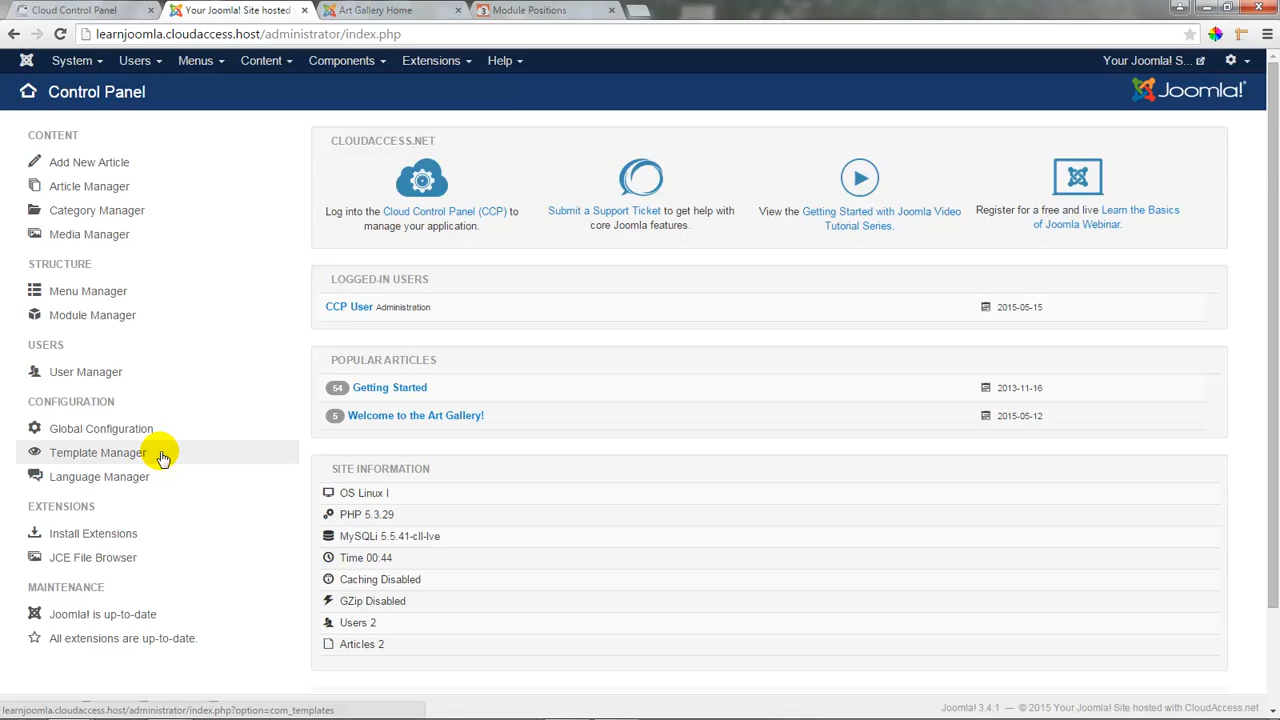 Cloud Control Panel
Your Joomla! Site hosted
Art Gallery Home
Module Positions
learnjoomla.cloudaccess.host/administrator/index.php
System Users Menus Content Components Extensions Help Your Joomla! S...
Control Panel
Joomla!
CONTENT
Add New Article
Article Manager
Category Manager
Media Manager
STRUCTURE
Menu Manager
Module Manager
USERS
User Manager
CONFIGURATION
Global Configuration
Template Manager
Language Manager
EXTENSIONS
Install Extensions
JCE File Browser
MAINTENANCE
Joomla! is up-to-date
All extensions are up-to-date.
CLOUDACCESS.NET
Log into the Cloud Control Panel (CCP) to
manage your application.
Submit a Support Ticket to get help with
core Joomla features.
View the Getting Started with Joomla Video
Tutorial Series.
Register for a free and live Learn the Basics
of Joomla Webinar.
LOGGED-IN USERS
CCP User Administration 2015-05-15
POPULAR ARTICLES
54 Getting Started 2013-11-16
5 Welcome to the Art Gallery! 2015-05-12
SITE INFORMATION
OS Linux l
PHP 5.3.29
MySQLi 5.5.41-cll-lve
Time 00:44
Caching Disabled
GZip Disabled
Users 2
Articles 2
learnjoomla.cloudaccess.host/administrator/index.php?option=com_templates
Joomla! 3.4.1 — © 2015 Your Joomla! Site hosted with CloudAccess.net